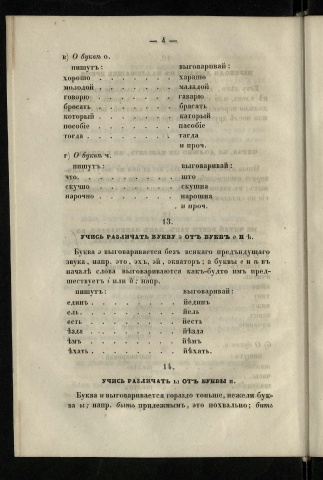 — 4 —
в) О буквѣ о.
пишутъ: выговаривай:
хорошо харашо
молодой маладой
говорю гаварю
бросать брасать
который каторый
пособіе пасобіе
тогда тагда
и проч.
г) О буквѣ ч.
пишутъ: выговаривай:
что што
скучно скушна
нарочно нарошна
и проч.
13.
УЧИСЬ РАЗЛИЧАТЬ БУКВУ э ОТЪ БУКВЪ е И ѣ.
Буква э выговаривается безъ всякаго предъидущаго
звука, напр. это, эхъ, эй, экваторъ; а буквы е и ѣ въ
началѣ слова выговариваются какъ-будто имъ пред-
шествуетъ і или й; напр.
пишутъ: выговаривай:
единъ йединъ
ель йель
есть йесть
ѣзда йѣзда
ѣмъ йѣмъ
ѣхать йѣхать.
14.
УЧИСЬ РАЗЛИЧАТЬ ы ОТЪ БУКВЫ и.
Буква и выговаривается гораздо тоньше, нежели бук-
ва ы; напр. быть прилежнымъ, это похвально; бить